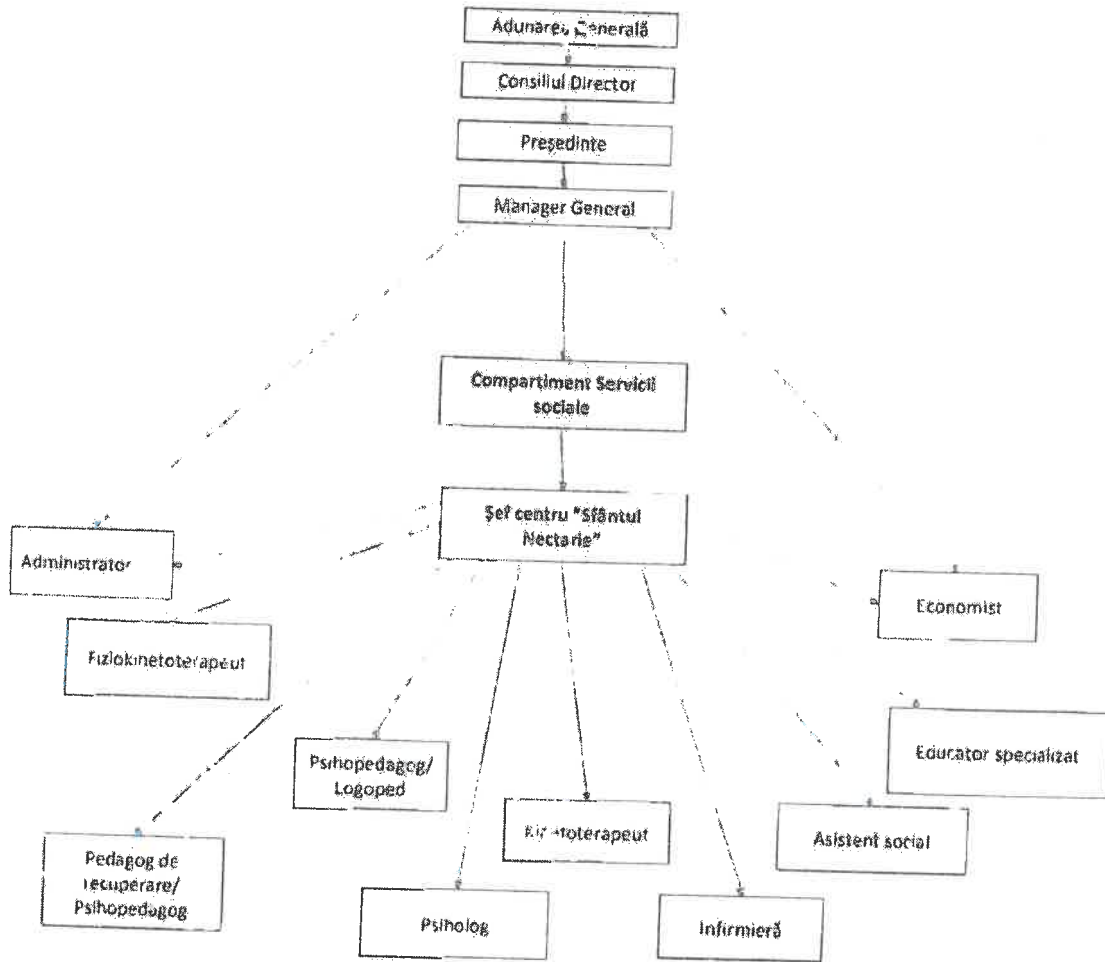 Adunarea Generală
Consiliul Director
Președinte
Manager General
Compartiment Servicii
sociale
Șef centru "Sfântul
Nectarie"
Administrator
Economist
Fiziokinetoterapeut
Educator specializat
Psihopedagog/
Logoped
Kinetoterapeut
Asistent social
Pedagog de
recuperare/
Psihopedagog
Psiholog
Infirmieră